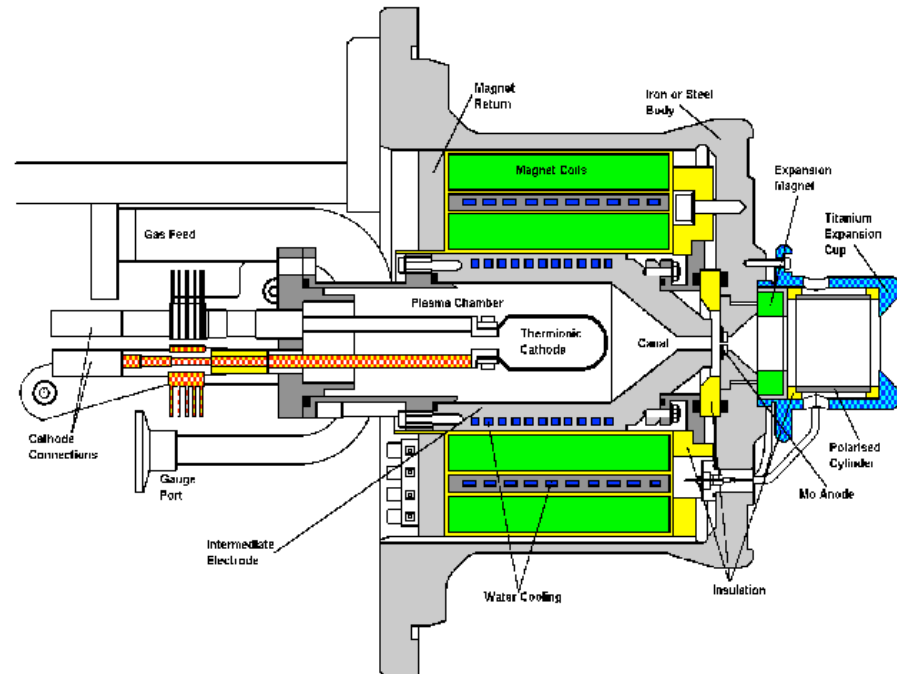 Magnet
Return
Iron or Steel
Body
Magnet Coils
Expansion
Magnet
Titanium
Expansion
Cup
Gas Feed
Plasma Chamber
Thermionic
Cathode
Canal
Cathode
Connections
Gauge
Port
Polarised
Cylinder
Mo Anode
Intermediate
Electrode
Water Cooling
Insulation